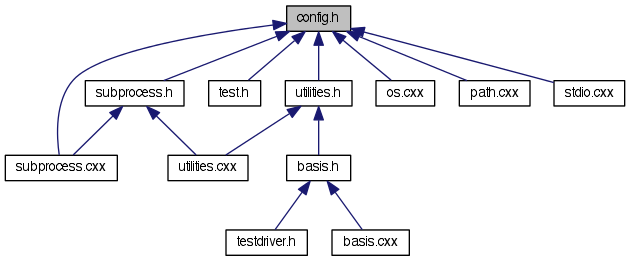 config.h
subprocess.h
test.h
utilities.h
os.cxx
path.cxx
stdio.cxx
subprocess.cxx
utilities.cxx
basis.h
testdriver.h
basis.cxx